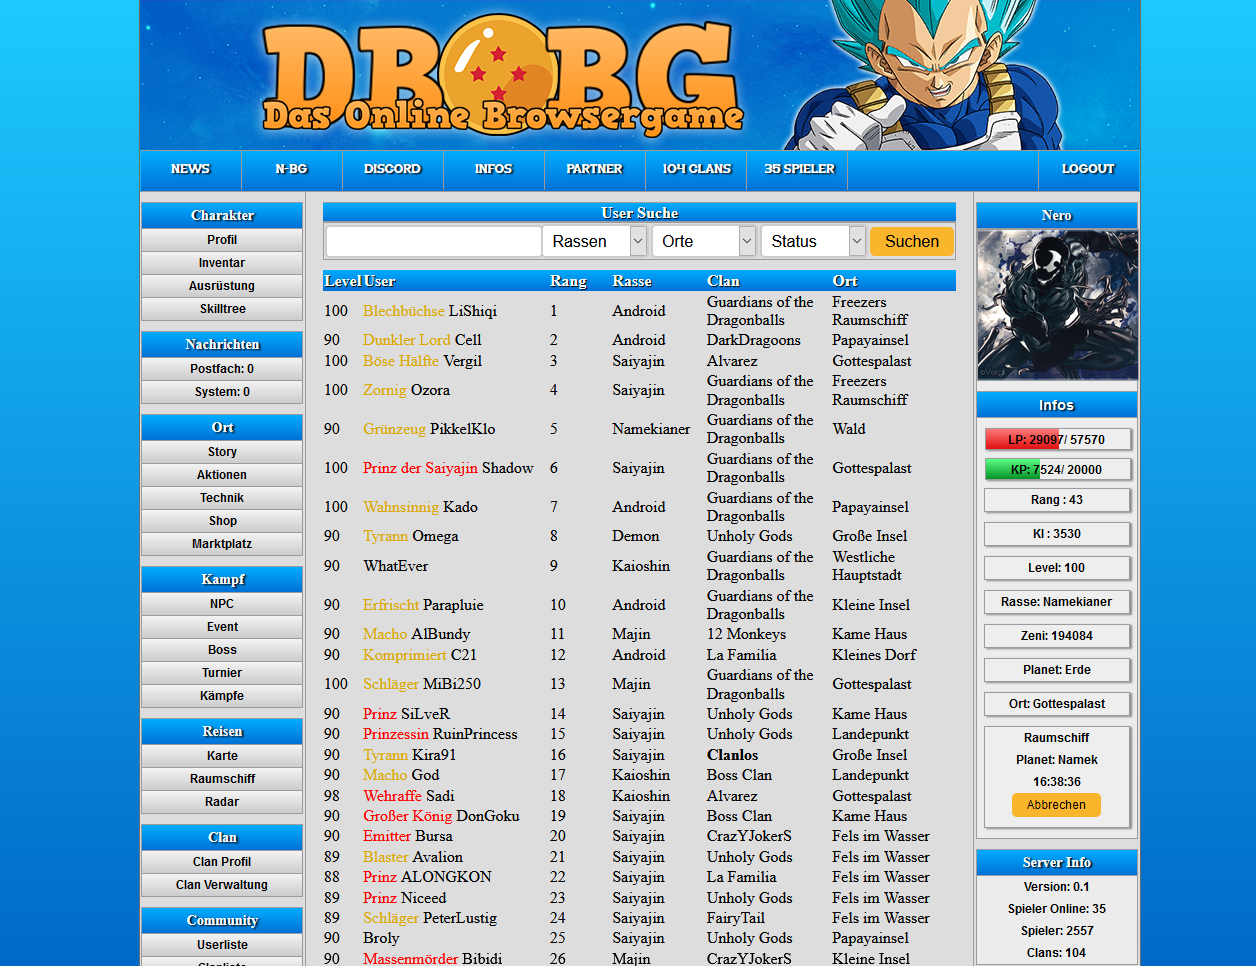 DB BG
Das Online Browsergame
NEWS N-BG DISCORD INFOS PARTNER 104 CLANS 35 SPIELER LOGOUT
Charakter
Profil
Inventar
Ausrüstung
Skilltree
Nachrichten
Postfach: 0
System: 0
Ort
Story
Aktionen
Technik
Shop
Marktplatz
Kampf
NPC
Event
Boss
Turnier
Kämpfe
Reisen
Karte
Raumschiff
Radar
Clan
Clan Profil
Clan Verwaltung
Community
Userliste
User Suche
Rassen Orte Status Suchen
Level User Rang Rasse Clan Ort
100 Blechbüchse LiShiqi 1 Android Guardians of the Dragonballs Freezers Raumschiff
90 Dunkler Lord Cell 2 Android DarkDragoons Papayainsel
100 Böse Hälfte Vergil 3 Saiyajin Alvarez Gottespalast
100 Zornig Ozora 4 Saiyajin Guardians of the Dragonballs Freezers Raumschiff
90 Grünzeug PikkelKlo 5 Namekianer Guardians of the Dragonballs Wald
100 Prinz der Saiyajin Shadow 6 Saiyajin Guardians of the Dragonballs Gottespalast
100 Wahnsinnig Kado 7 Android Guardians of the Dragonballs Papayainsel
90 Tyrann Omega 8 Demon Unholy Gods Große Insel
90 WhatEver 9 Kaioshin Guardians of the Dragonballs Westliche Hauptstadt
90 Erfrischt Parapluie 10 Android Guardians of the Dragonballs Kleine Insel
90 Macho AlBundy 11 Majin 12 Monkeys Kame Haus
90 Komprimiert C21 12 Android La Familia Kleines Dorf
100 Schläger MiBi250 13 Majin Guardians of the Dragonballs Gottespalast
90 Prinz SiLveR 14 Saiyajin Unholy Gods Kame Haus
90 Prinzessin RuinPrincess 15 Saiyajin Unholy Gods Landepunkt
90 Tyrann Kira91 16 Saiyajin Clanlos Große Insel
90 Macho God 17 Kaioshin Boss Clan Landepunkt
98 Wehraffe Sadi 18 Kaioshin Alvarez Gottespalast
90 Großer König DonGoku 19 Saiyajin Boss Clan Kame Haus
90 Emitter Bursa 20 Saiyajin CrazYJokerS Fels im Wasser
89 Blaster Avalion 21 Saiyajin Unholy Gods Fels im Wasser
88 Prinz ALONGKON 22 Saiyajin La Familia Fels im Wasser
89 Prinz Niceed 23 Saiyajin Unholy Gods Fels im Wasser
89 Schläger PeterLustig 24 Saiyajin FairyTail Fels im Wasser
90 Broly 25 Saiyajin Unholy Gods Papayainsel
90 Massenmörder Bibidi 26 Majin CrazYJokerS Kleine Insel
Nero
©Vergil
Infos
LP: 29097/ 57570
KP: 7524/ 20000
Rang : 43
KI : 3530
Level: 100
Rasse: Namekianer
Zeni: 194084
Planet: Erde
Ort: Gottespalast
Raumschiff
Planet: Namek
16:38:36
Abbrechen
Server Info
Version: 0.1
Spieler Online: 35
Spieler: 2557
Clans: 104